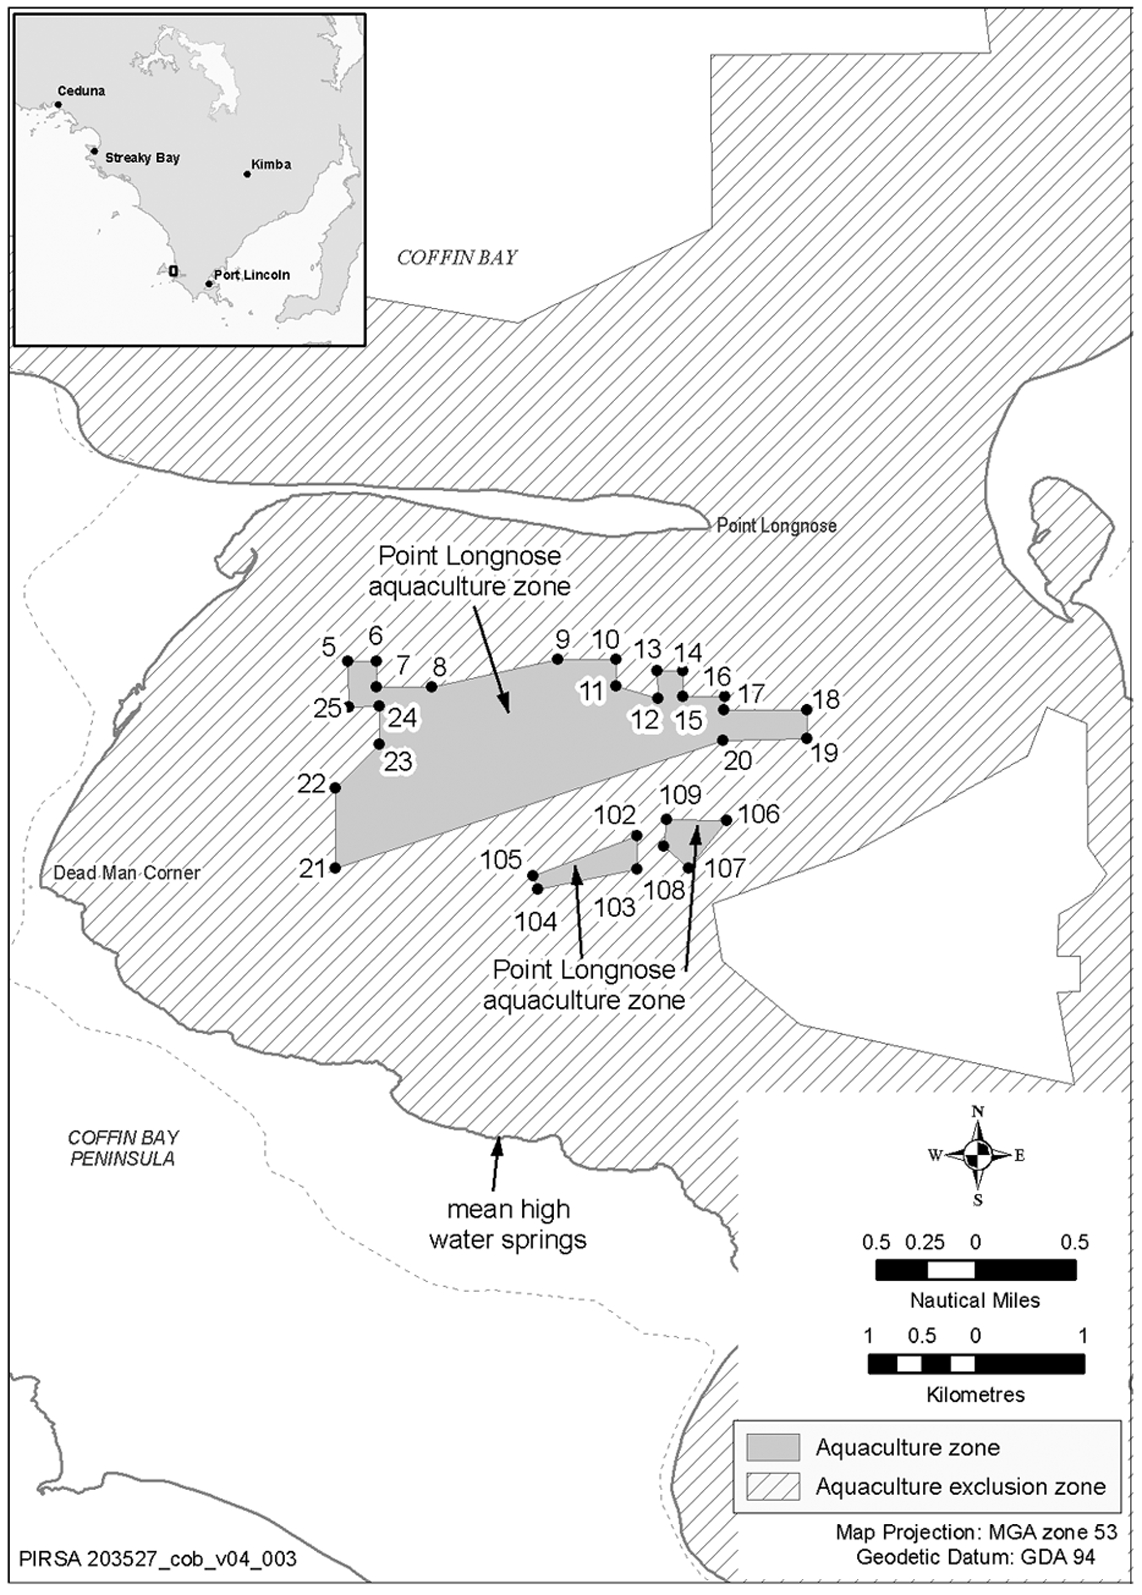 Ceduna
Streaky Bay
Kimba
Port Lincoln
COFFIN BAY
Point Longnose
Point Longnose
aquaculture zone
5
6
7
8
9
10
11
12
13
14
15
16
17
18
19
20
21
22
23
24
25
102
103
104
105
106
107
108
109
Dead Man Corner
Point Longnose
aquaculture zone
COFFIN BAY
PENINSULA
mean high
water springs
N
W
E
S
0.5 0.25 0 0.5
Nautical Miles
1 0.5 0 1
Kilometres
Aquaculture zone
Aquaculture exclusion zone
Map Projection: MGA zone 53
Geodetic Datum: GDA 94
PIRSA 203527_cob_v04_003